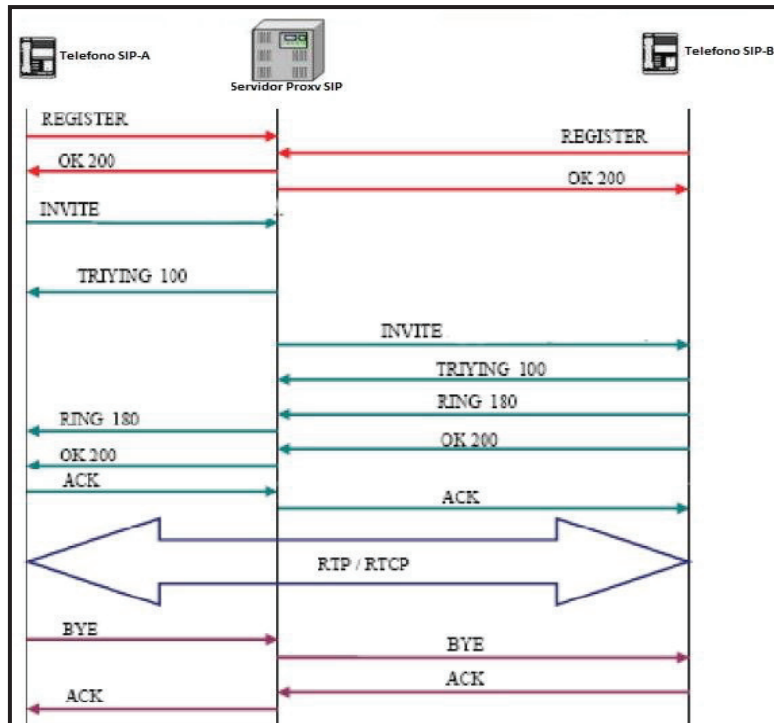 Telefono SIP-A
Servidor Proxv SIP
Telefono SIP-B
REGISTER
REGISTER
OK 200
OK 200
INVITE
TRIYING 100
INVITE
TRIYING 100
RING 180
RING 180
OK 200
OK 200
ACK
ACK
RTP / RTCP
BYE
BYE
ACK
ACK